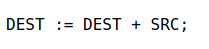 DEST := DEST + SRC;